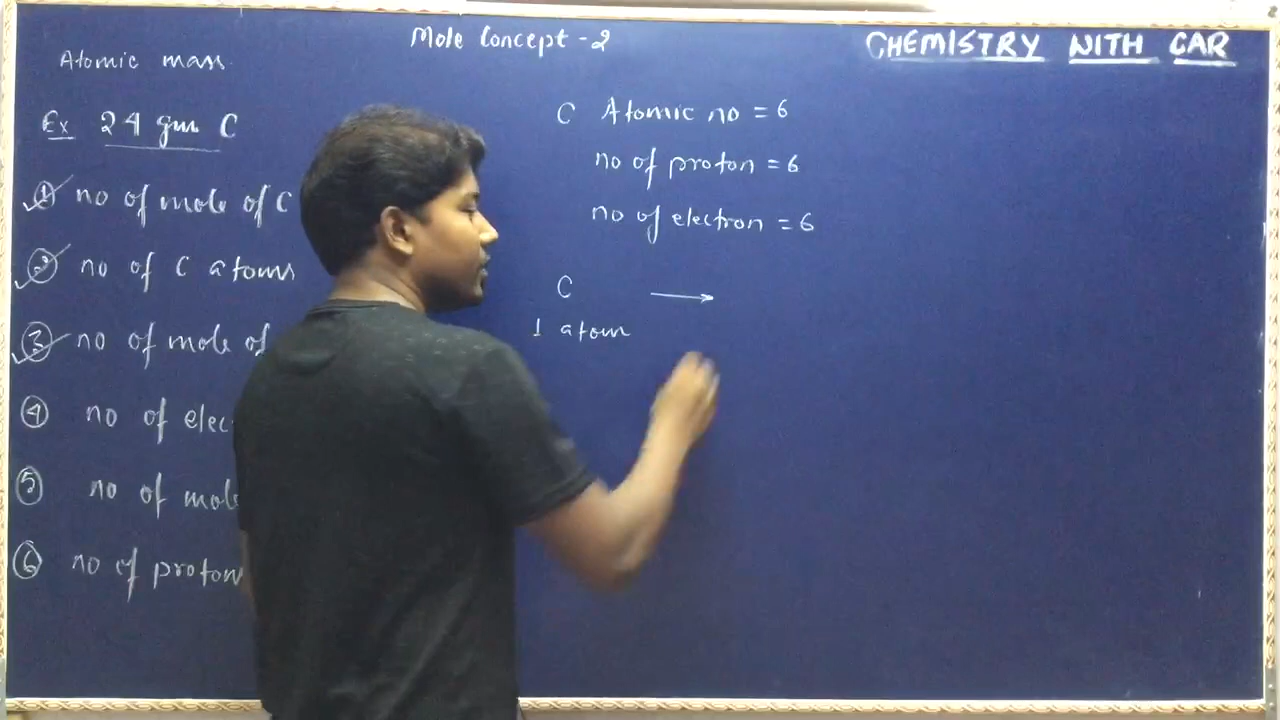 Mole Concept - 2
CHEMISTRY WITH CAR
Atomic mass
Ex 24 gm C
① no of mole of C
② no of C atoms
③ no of mole of
④ no of elec
⑤ no of mole
⑥ no of protons
C Atomic no = 6
no of proton = 6
no of electron = 6
C →
1 atom